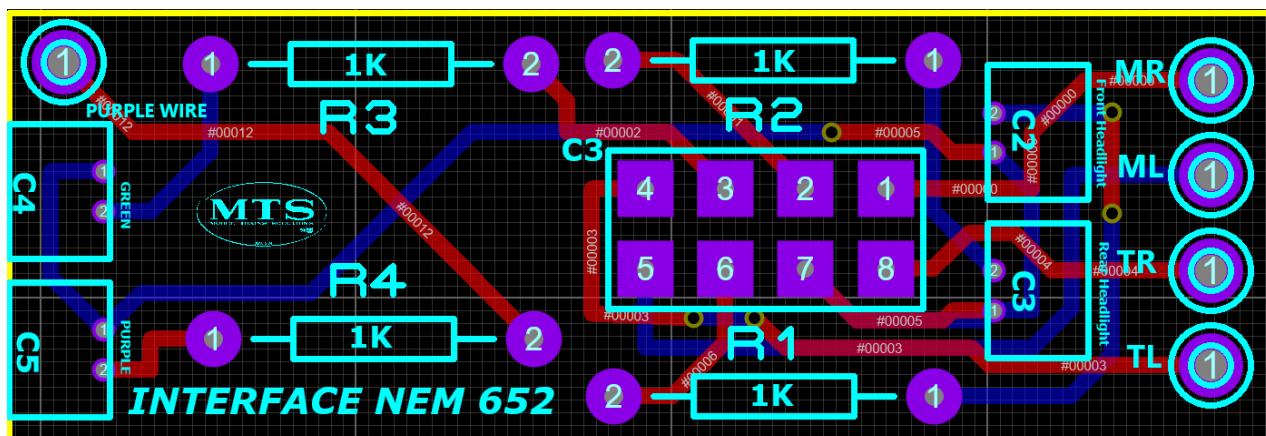 1
1
1K
2
2
1K
1
MR
1
#00012
PURPLE WIRE
R3
R2
#00012
#00002
#00005
#00000
C2
Front Headlight
2
1
C3
4
3
2
1
#00000
ML
1
C4
1
2
GREEN
MTS
#00012
#00003
5
6
7
8
#00004
C3
2
1
Rear Headlight
TR
#00004
1
R4
C5
1
2
PURPLE
1
1K
2
#00003
#00005
R1
#00003
#00003
TL
1
#00006
INTERFACE NEM 652
2
1K
1